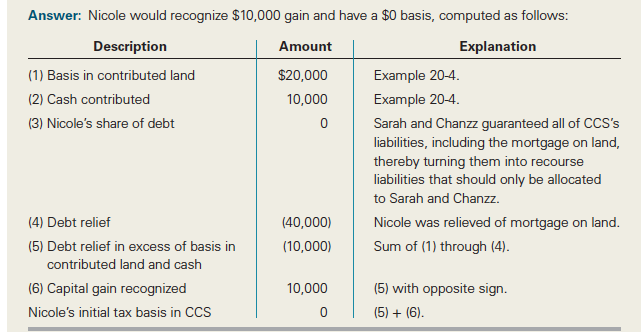 Answer: Nicole would recognize $10,000 gain and have a $0 basis, computed as follows:
Description Amount Explanation
(1) Basis in contributed land $20,000 Example 20-4.
(2) Cash contributed 10,000 Example 20-4.
(3) Nicole's share of debt 0 Sarah and Chanzz guaranteed all of CCS's
liabilities, including the mortgage on land,
thereby turning them into recourse
liabilities that should only be allocated
to Sarah and Chanzz.
(4) Debt relief (40,000) Nicole was relieved of mortgage on land.
(5) Debt relief in excess of basis in (10,000) Sum of (1) through (4).
contributed land and cash
(6) Capital gain recognized 10,000 (5) with opposite sign.
Nicole's initial tax basis in CCS 0 (5) + (6).